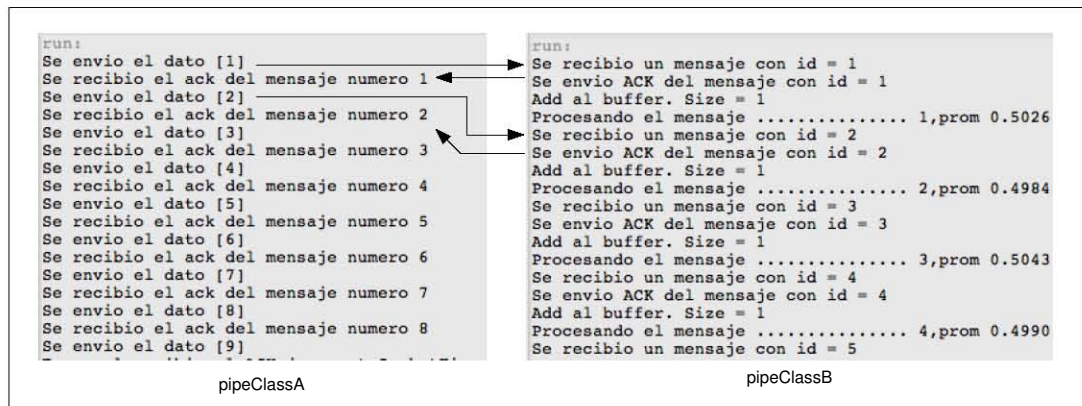 run:
Se envio el dato [1]
Se recibio el ack del mensaje numero 1
Se envio el dato [2]
Se recibio el ack del mensaje numero 2
Se envio el dato [3]
Se recibio el ack del mensaje numero 3
Se envio el dato [4]
Se recibio el ack del mensaje numero 4
Se envio el dato [5]
Se recibio el ack del mensaje numero 5
Se envio el dato [6]
Se recibio el ack del mensaje numero 6
Se envio el dato [7]
Se recibio el ack del mensaje numero 7
Se envio el dato [8]
Se recibio el ack del mensaje numero 8
Se envio el dato [9]
pipeClassA
run:
Se recibio un mensaje con id = 1
Se envio ACK del mensaje con id = 1
Add al buffer. Size = 1
Procesando el mensaje ............... 1,prom 0.5026
Se recibio un mensaje con id = 2
Se envio ACK del mensaje con id = 2
Add al buffer. Size = 1
Procesando el mensaje ............... 2,prom 0.4984
Se recibio un mensaje con id = 3
Se envio ACK del mensaje con id = 3
Add al buffer. Size = 1
Procesando el mensaje ............... 3,prom 0.5043
Se recibio un mensaje con id = 4
Se envio ACK del mensaje con id = 4
Add al buffer. Size = 1
Procesando el mensaje ............... 4,prom 0.4990
Se recibio un mensaje con id = 5
pipeClassB